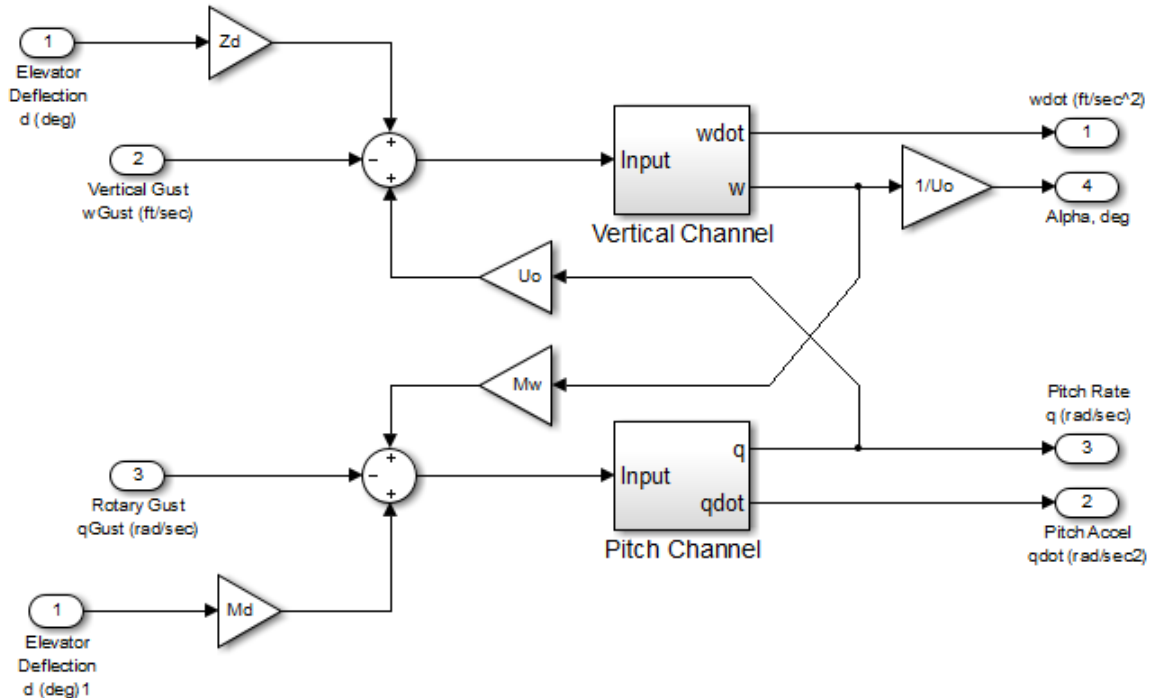 1
Zd
Elevator
Deflection
d (deg)
2
Vertical Gust
wGust (ft/sec)
+
−
+
Input
wdot
w
Vertical Channel
wdot (ft/sec^2)
1
1/Uo
4
Alpha, deg
Uo
Mw
3
Rotary Gust
qGust (rad/sec)
+
−
+
Input
q
qdot
Pitch Channel
Pitch Rate
q (rad/sec)
3
2
Pitch Accel
qdot (rad/sec2)
1
Md
Elevator
Deflection
d (deg)1